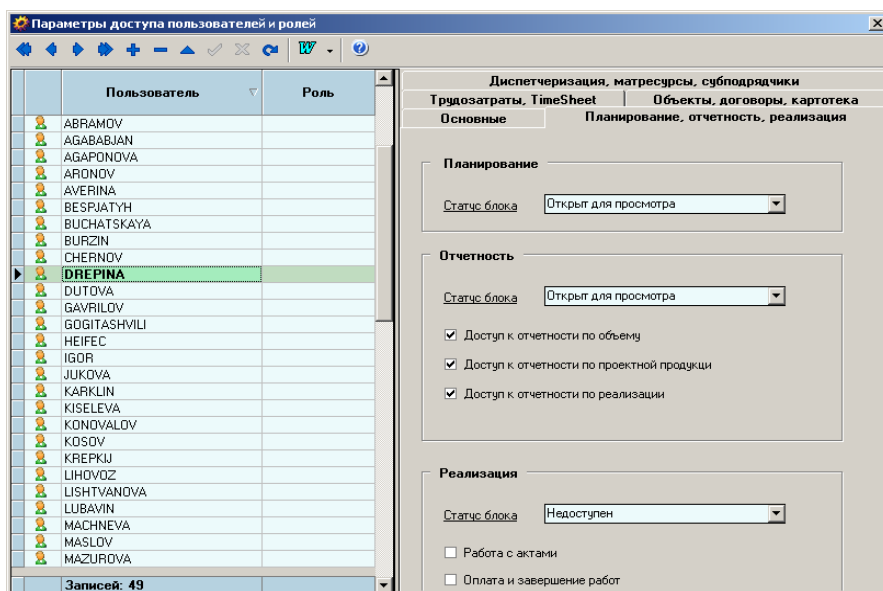 Параметры доступа пользователей и ролей
W
Пользователь
Роль
ABRAMOV
AGABABJAN
AGAPONOVA
ARONOV
AVERINA
BESPJATYH
BUCHATSKAYA
BURZIN
CHERNOV
DREPINA
DUTOVA
GAVRILOV
GOGITASHVILI
HEIFEC
IGOR
JUKOVA
KARKLIN
KISELEVA
KONOVALOV
KOSOV
KREPKIJ
LIHOVOZ
LISHTVANOVA
LUBAVIN
MACHNEVA
MASLOV
MAZUROVA
Записей: 49
Диспетчеризация, матресурсы, субподрядчики
Трудозатраты, TimeSheet
Объекты, договоры, картотека
Основные
Планирование, отчетность, реализация
Планирование
Статус блока
Открыт для просмотра
Отчетность
Статус блока
Открыт для просмотра
Доступ к отчетности по объему
Доступ к отчетности по проектной продукци
Доступ к отчетности по реализации
Реализация
Статус блока
Недоступен
Работа с актами
Оплата и завершение работ